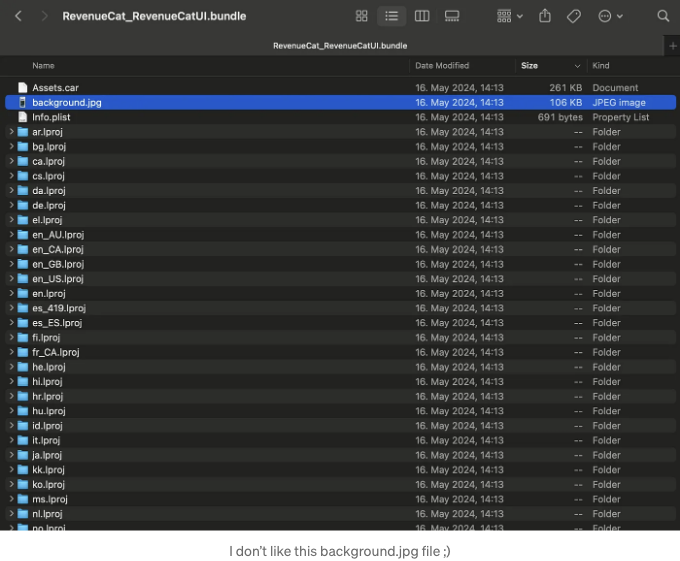 RevenueCat_RevenueCatUI.bundle
RevenueCat_RevenueCatUI.bundle
Name Date Modified Size Kind
Assets.car 16. May 2024, 14:13 261 KB Document
background.jpg 16. May 2024, 14:13 106 KB JPEG image
Info.plist 16. May 2024, 14:13 691 bytes Property List
ar.lproj 16. May 2024, 14:13 -- Folder
bg.lproj 16. May 2024, 14:13 -- Folder
ca.lproj 16. May 2024, 14:13 -- Folder
cs.lproj 16. May 2024, 14:13 -- Folder
da.lproj 16. May 2024, 14:13 -- Folder
de.lproj 16. May 2024, 14:13 -- Folder
el.lproj 16. May 2024, 14:13 -- Folder
en_AU.lproj 16. May 2024, 14:13 -- Folder
en_CA.lproj 16. May 2024, 14:13 -- Folder
en_GB.lproj 16. May 2024, 14:13 -- Folder
en_US.lproj 16. May 2024, 14:13 -- Folder
en.lproj 16. May 2024, 14:13 -- Folder
es_419.lproj 16. May 2024, 14:13 -- Folder
es_ES.lproj 16. May 2024, 14:13 -- Folder
fi.lproj 16. May 2024, 14:13 -- Folder
fr_CA.lproj 16. May 2024, 14:13 -- Folder
he.lproj 16. May 2024, 14:13 -- Folder
hi.lproj 16. May 2024, 14:13 -- Folder
hr.lproj 16. May 2024, 14:13 -- Folder
hu.lproj 16. May 2024, 14:13 -- Folder
id.lproj 16. May 2024, 14:13 -- Folder
it.lproj 16. May 2024, 14:13 -- Folder
ja.lproj 16. May 2024, 14:13 -- Folder
kk.lproj 16. May 2024, 14:13 -- Folder
ko.lproj 16. May 2024, 14:13 -- Folder
ms.lproj 16. May 2024, 14:13 -- Folder
nl.lproj 16. May 2024, 14:13 -- Folder
no.lproj 16. May 2024, 14:13 -- Folder
I don't like this background.jpg file ;)